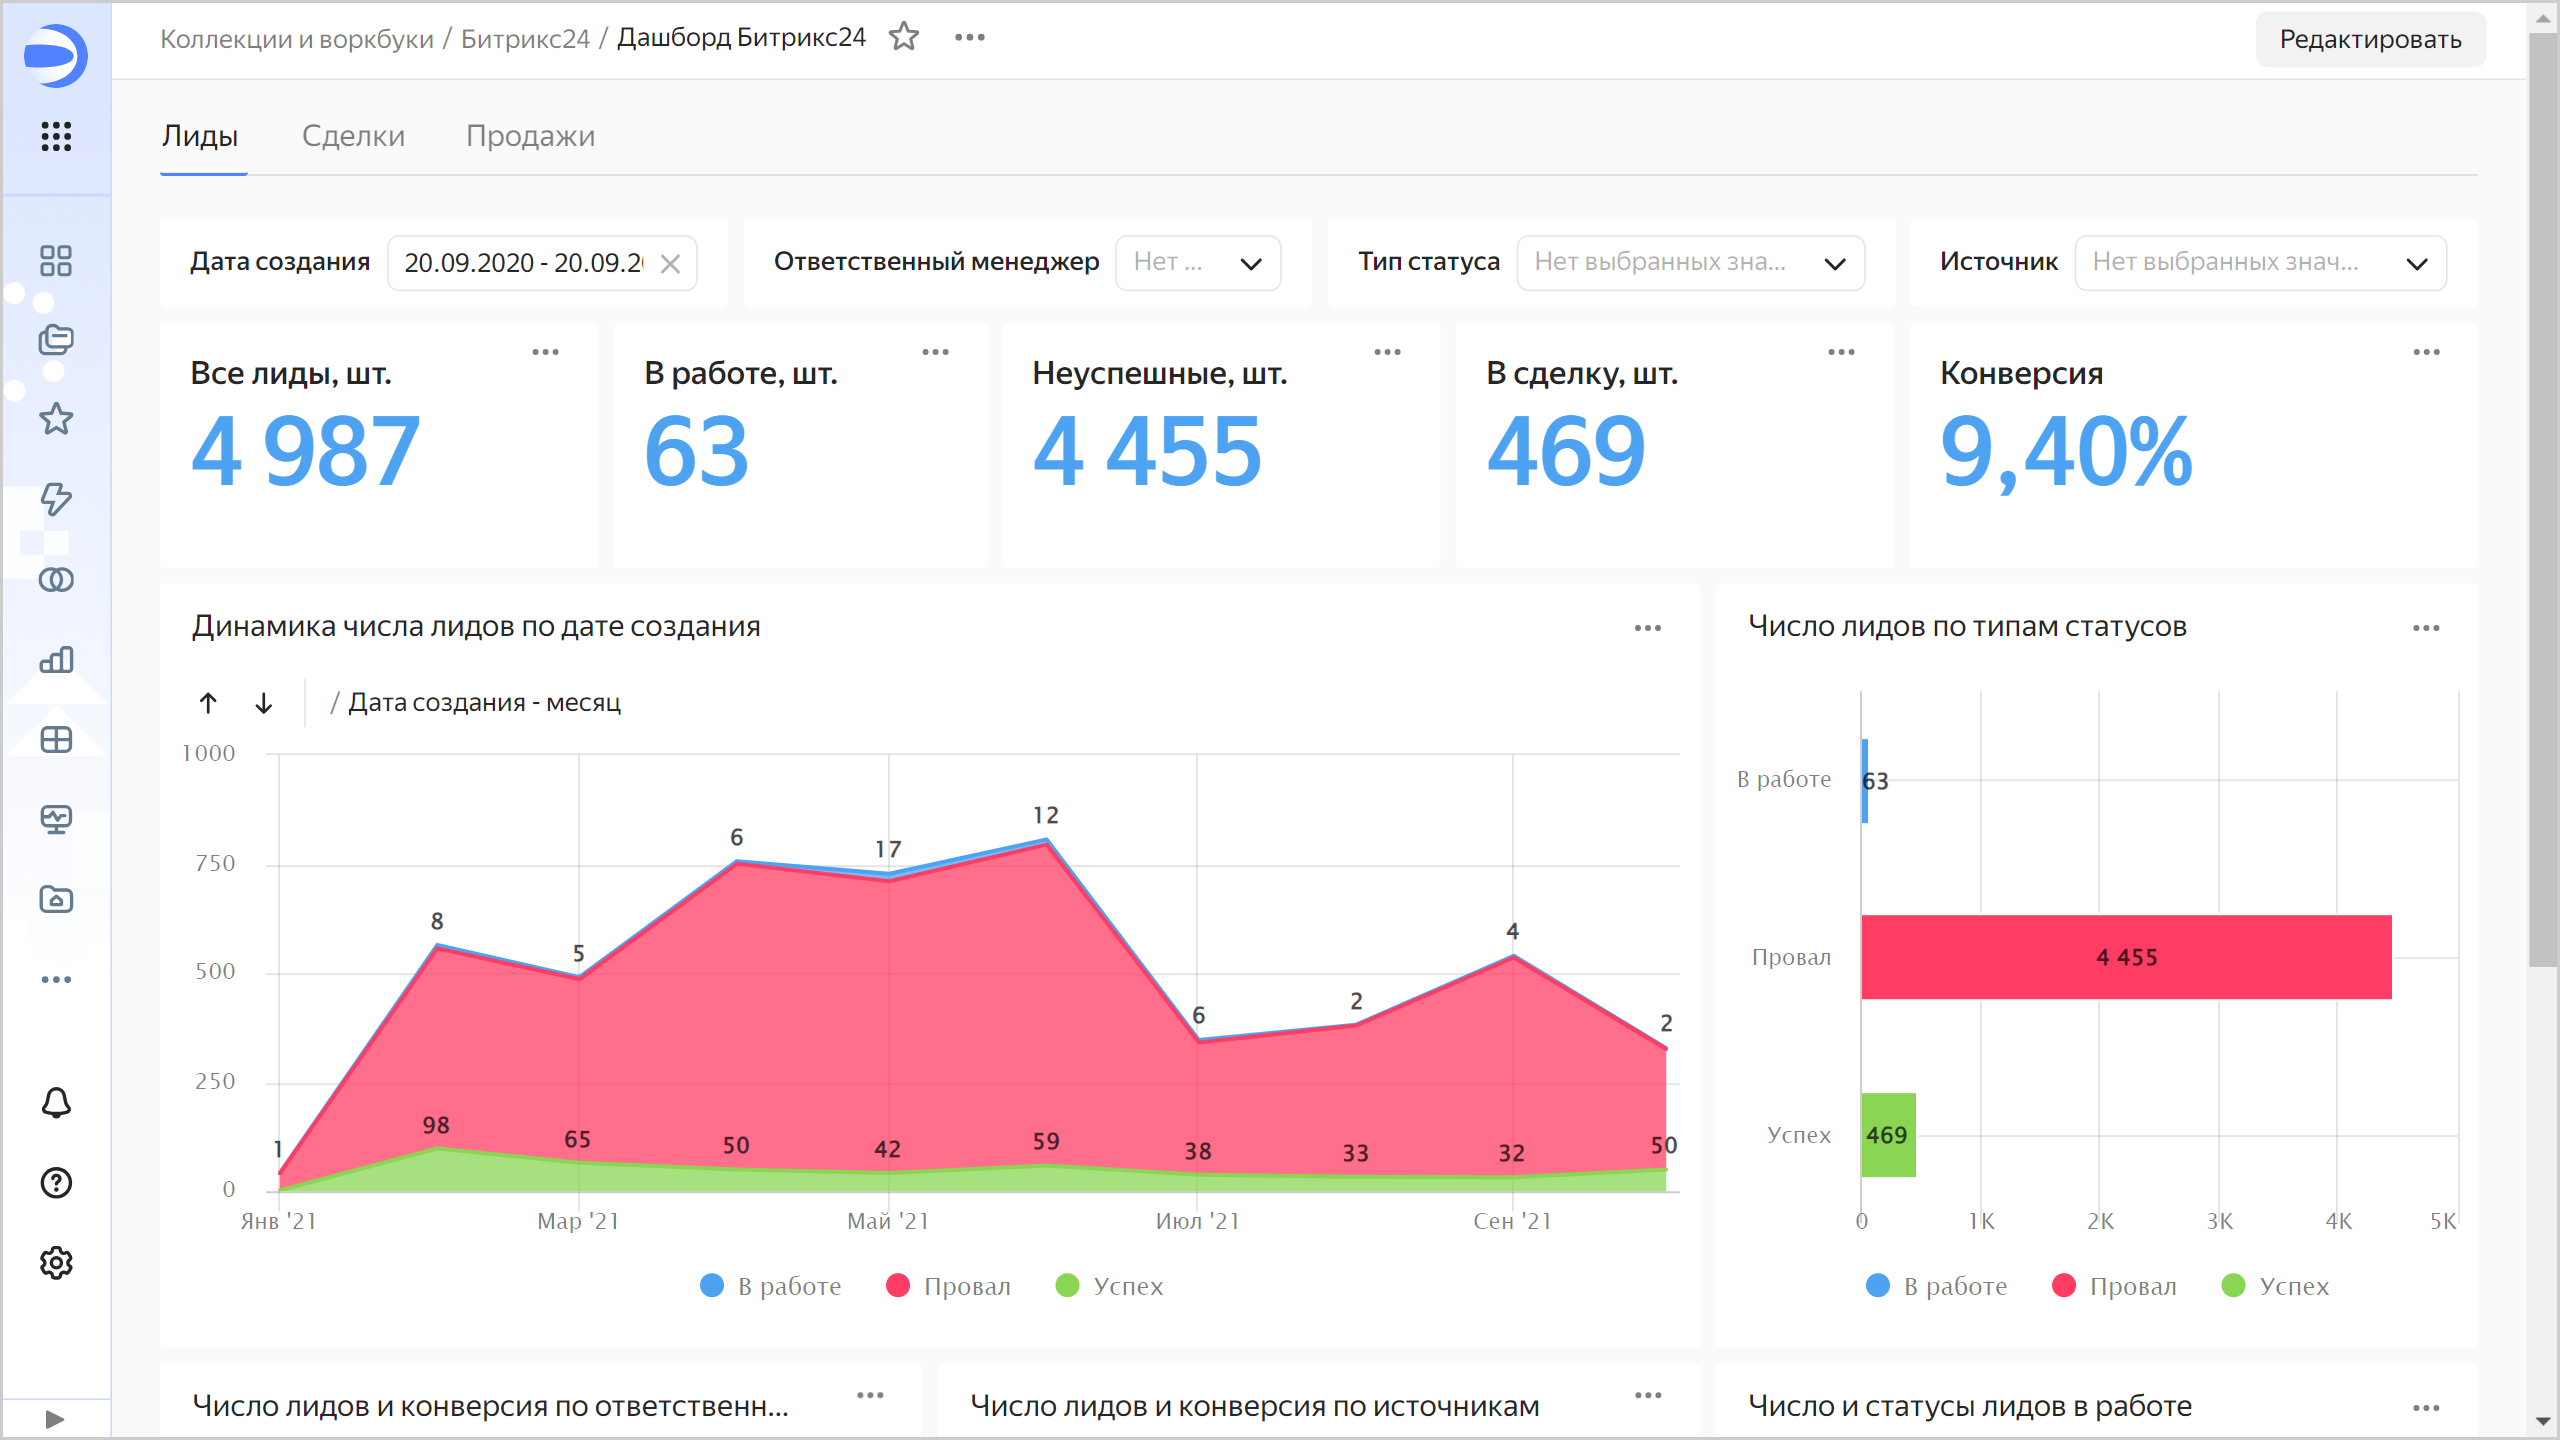 Коллекции и воркбуки / Битрикс24 / Дашборд Битрикс24
Редактировать
Лиды Сделки Продажи
Дата создания 20.09.2020 - 20.09.2
Ответственный менеджер Нет ...
Тип статуса Нет выбранных зна...
Источник Нет выбранных знач...
Все лиды, шт.
4 987
В работе, шт.
63
Неуспешные, шт.
4 455
В сделку, шт.
469
Конверсия
9,40%
Динамика числа лидов по дате создания
/ Дата создания - месяц
1000
750
500
250
0
8 5 6 17 12 6 2 4 2
1 98 65 50 42 59 38 33 32 50
Янв '21 Мар '21 Май '21 Июл '21 Сен '21
В работе Провал Успех
Число лидов по типам статусов
В работе 63
Провал 4 455
Успех 469
0 1K 2K 3K 4K 5K
В работе Провал Успех
Число лидов и конверсия по ответственн...
Число лидов и конверсия по источникам
Число и статусы лидов в работе